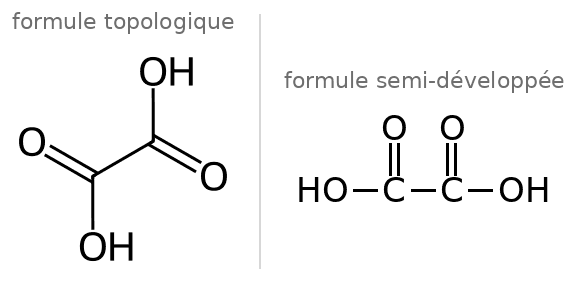 formule topologique
OH
O
O
OH
formule semi-développée
O O
HO C C OH